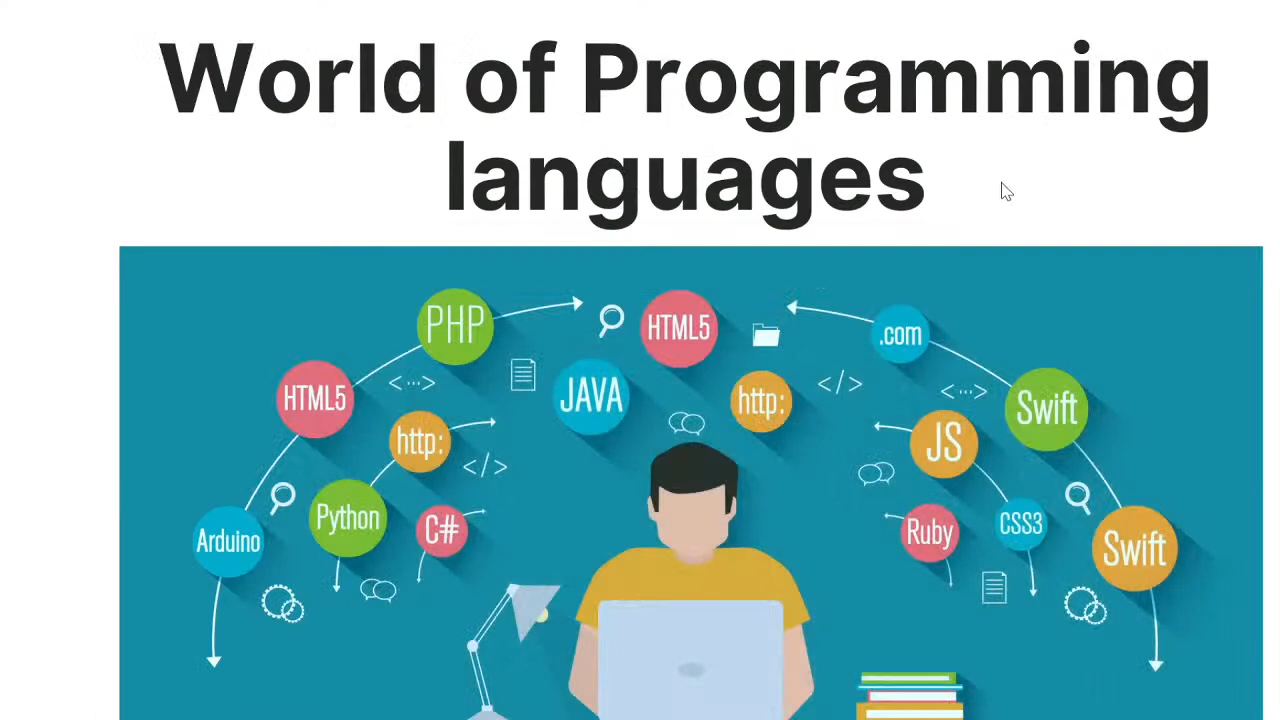 World of Programming
languages
PHP
HTML5
.com
HTML5
< ... >
JAVA
http:
</>
< ... >
Swift
http:
</>
JS
Arduino
Python
C#
Ruby
CSS3
Swift